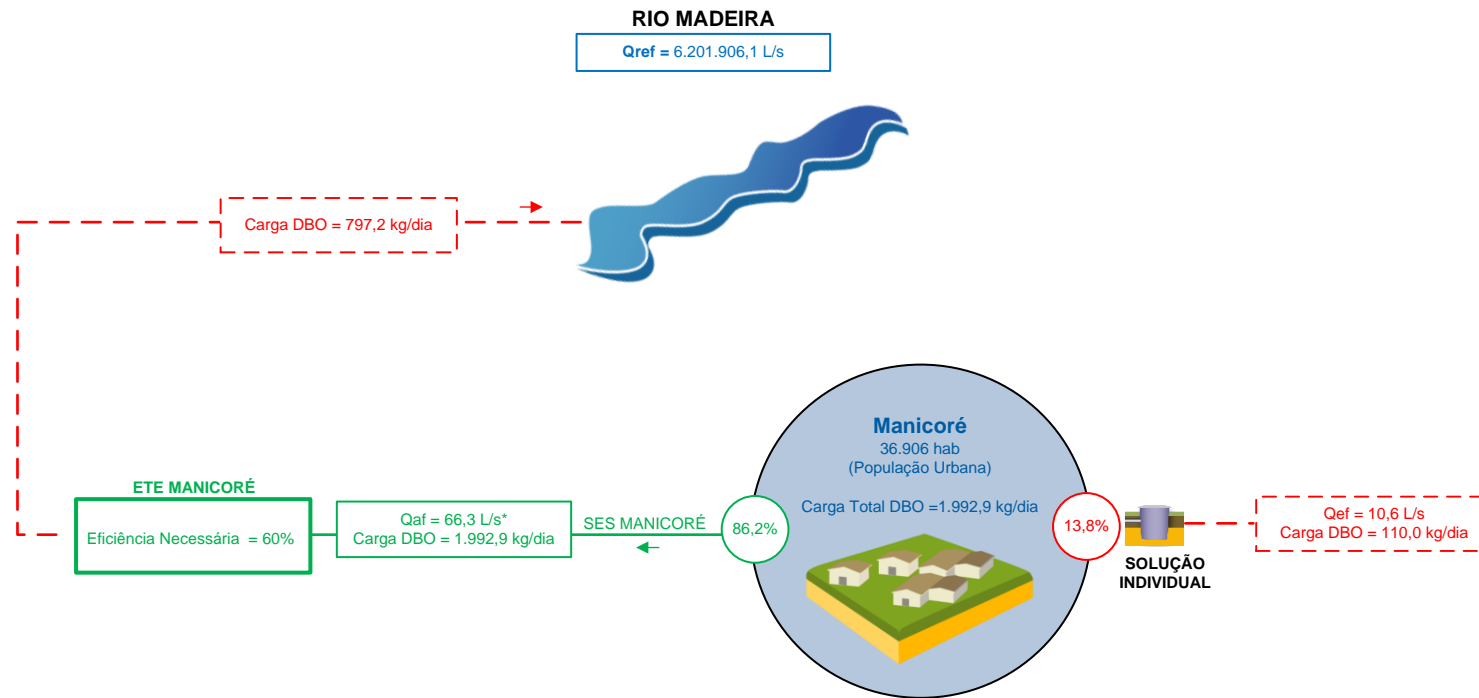 RIO MADEIRA
Qref = 6.201.906,1 L/s
Carga DBO = 797,2 kg/dia
ETE MANICORÉ
Eficiência Necessária = 60%
Qaf = 66,3 L/s*
Carga DBO = 1.992,9 kg/dia
SES MANICORÉ
86,2%
Manicoré
36.906 hab
(População Urbana)
Carga Total DBO =1.992,9 kg/dia
13,8%
SOLUÇÃO
INDIVIDUAL
Qef = 10,6 L/s
Carga DBO = 110,0 kg/dia